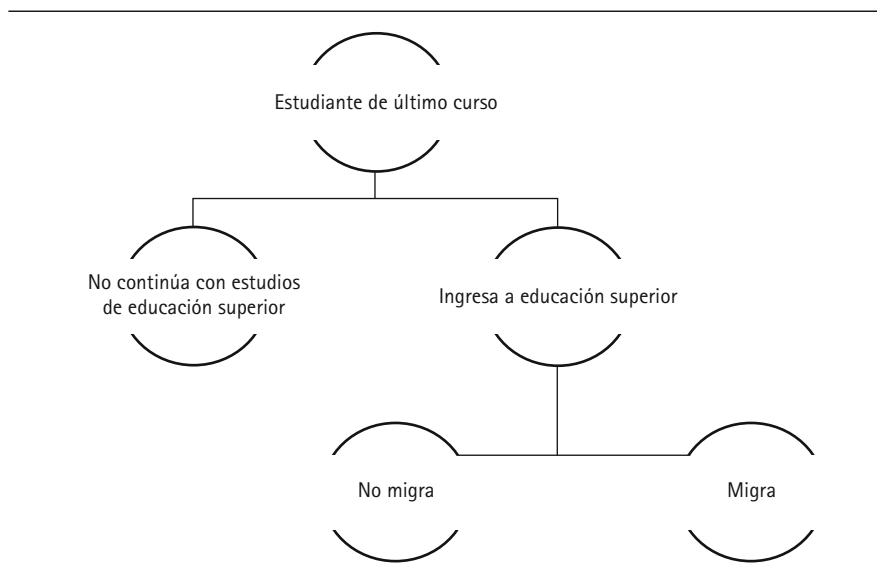 Estudiante de último curso
No continúa con estudios
de educación superior
Ingresa a educación superior
No migra
Migra